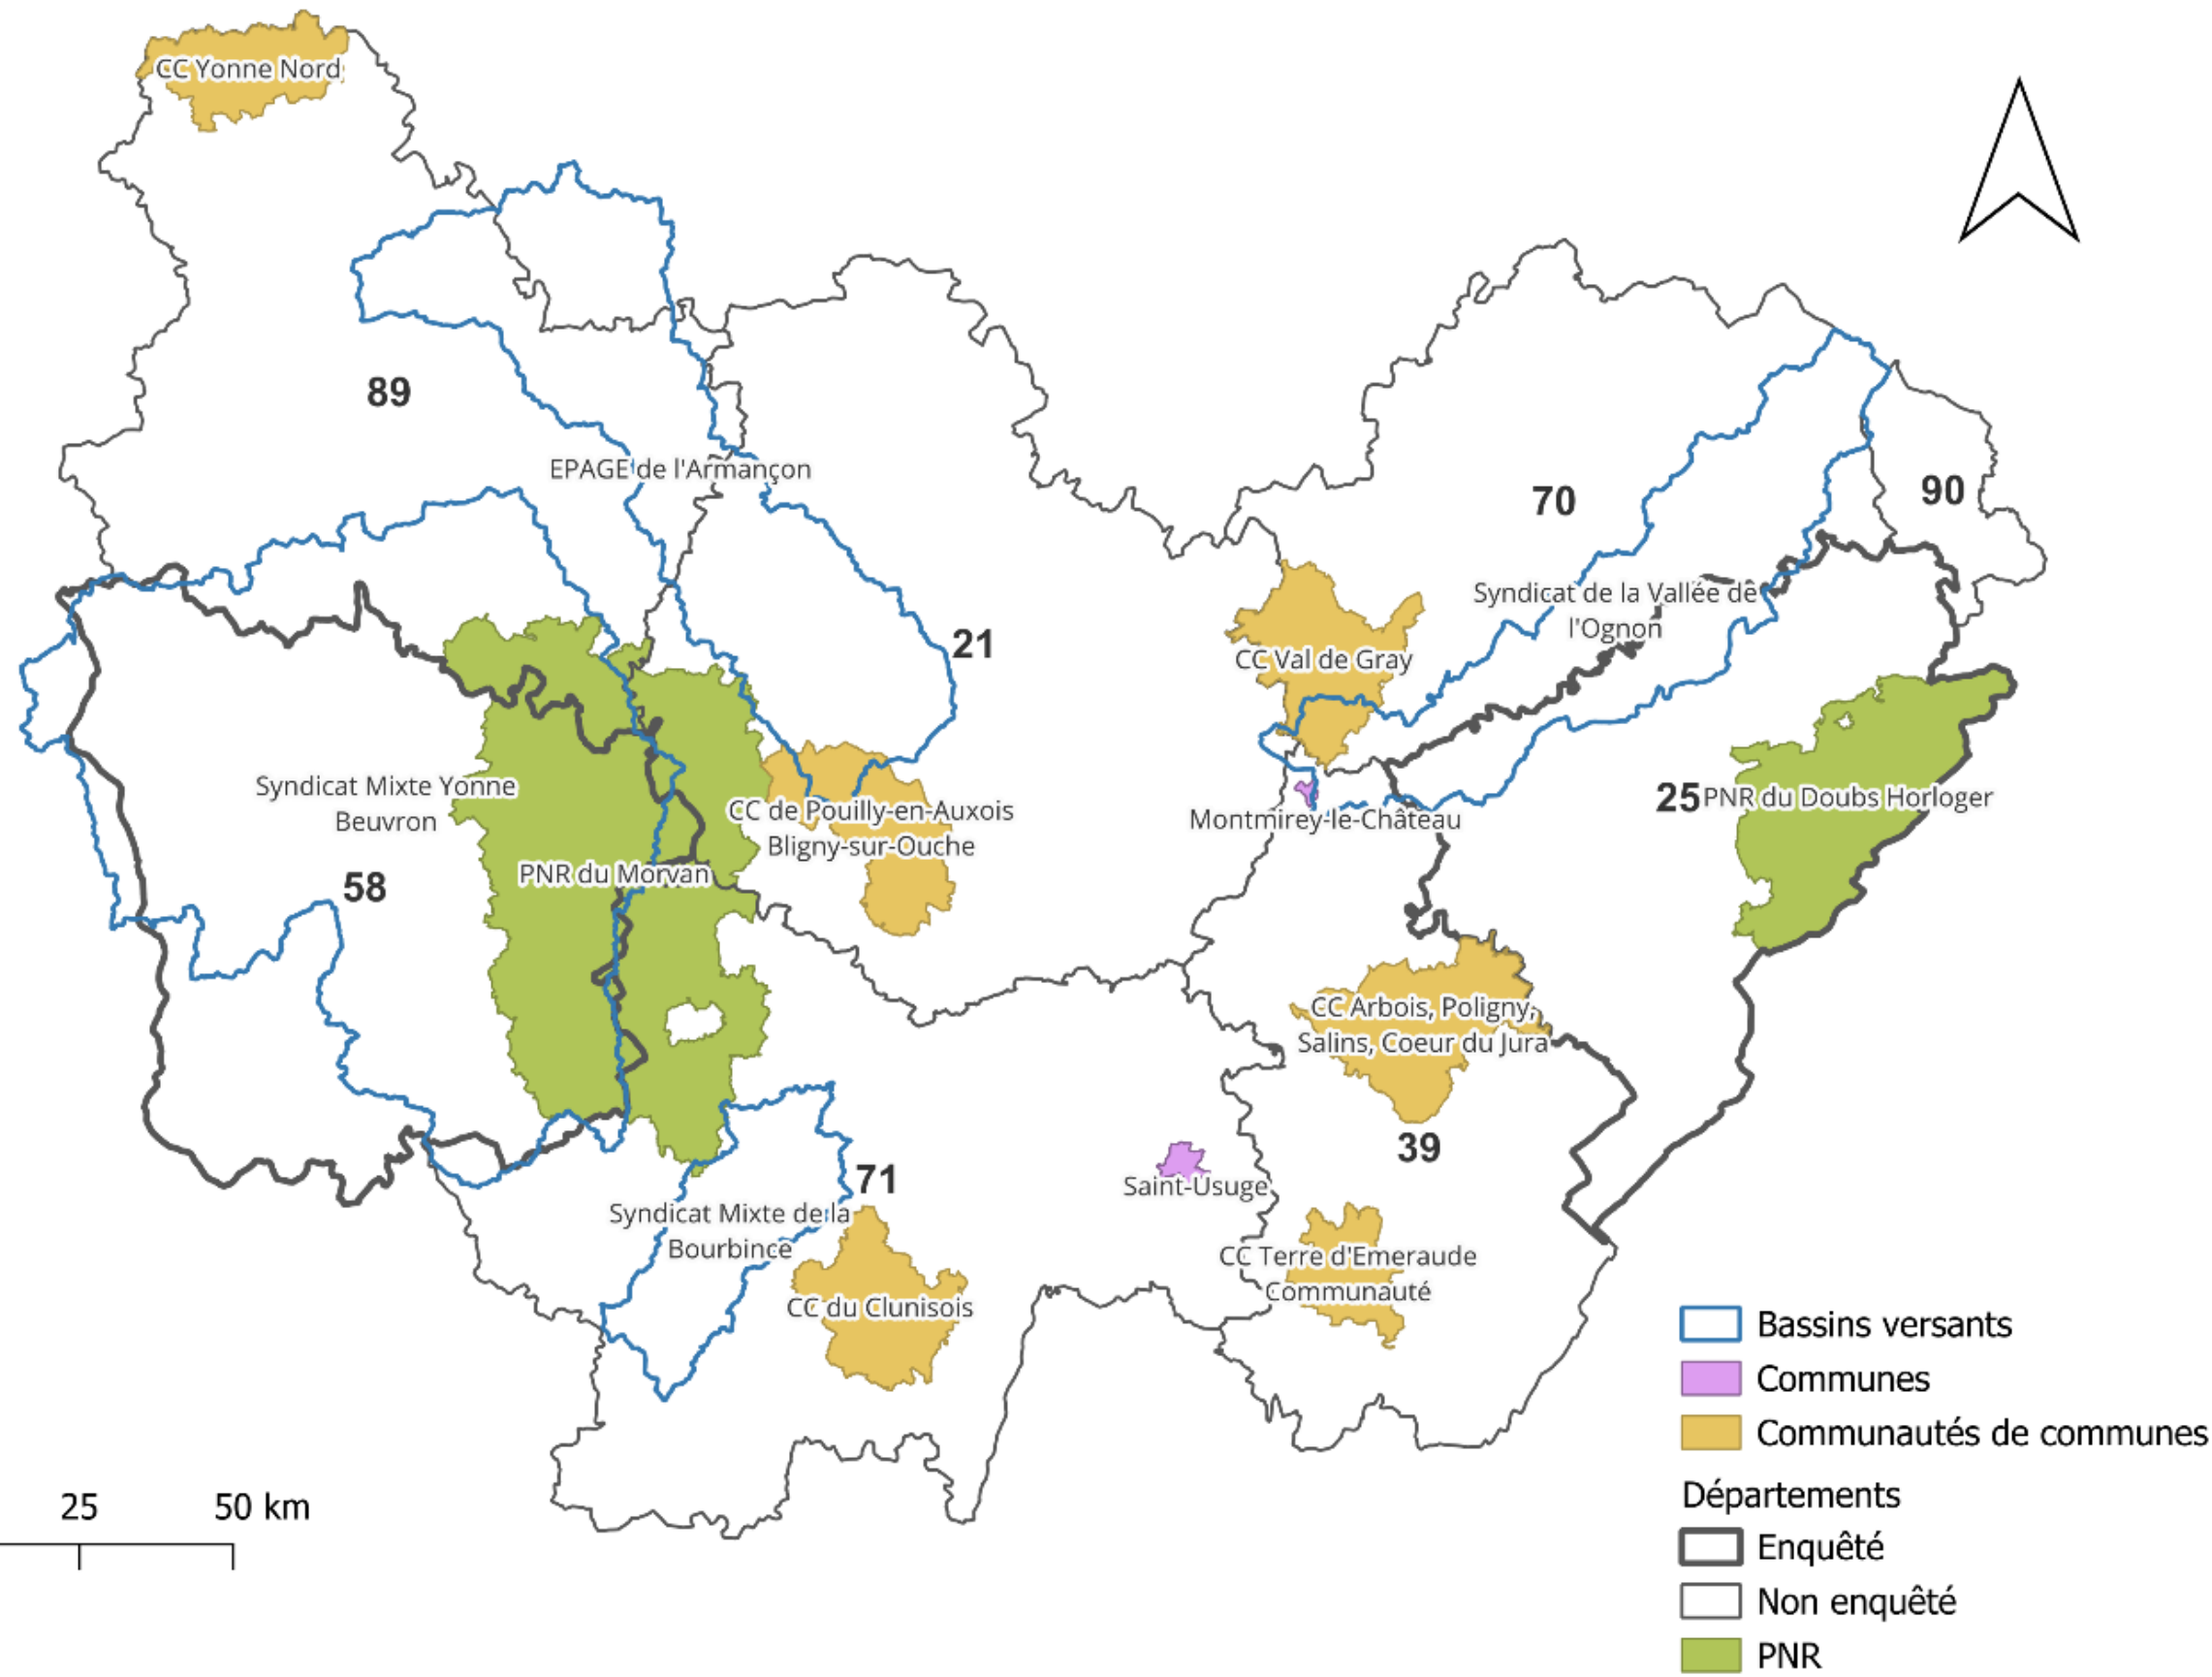 CC Yonne Nord
89
EPAGE de l'Armançon
70
90
Syndicat de la Vallée de
l'Ognon
21
CC Val de Gray
Syndicat Mixte Yonne
Beuvron
25
PNR du Doubs Horloger
CC de Pouilly-en-Auxois
Bligny-sur-Ouche
Montmirey-le-Château
PNR du Morvan
58
CC Arbois, Poligny,
Salins, Coeur du Jura
39
71
Saint-Usuge
Syndicat Mixte de la
Bourbince
CC Terre d'Emeraude
Communauté
CC du Clunisois
Bassins versants
Communes
Communautés de communes
Départements
Enquêté
Non enquêté
PNR
25
50 km